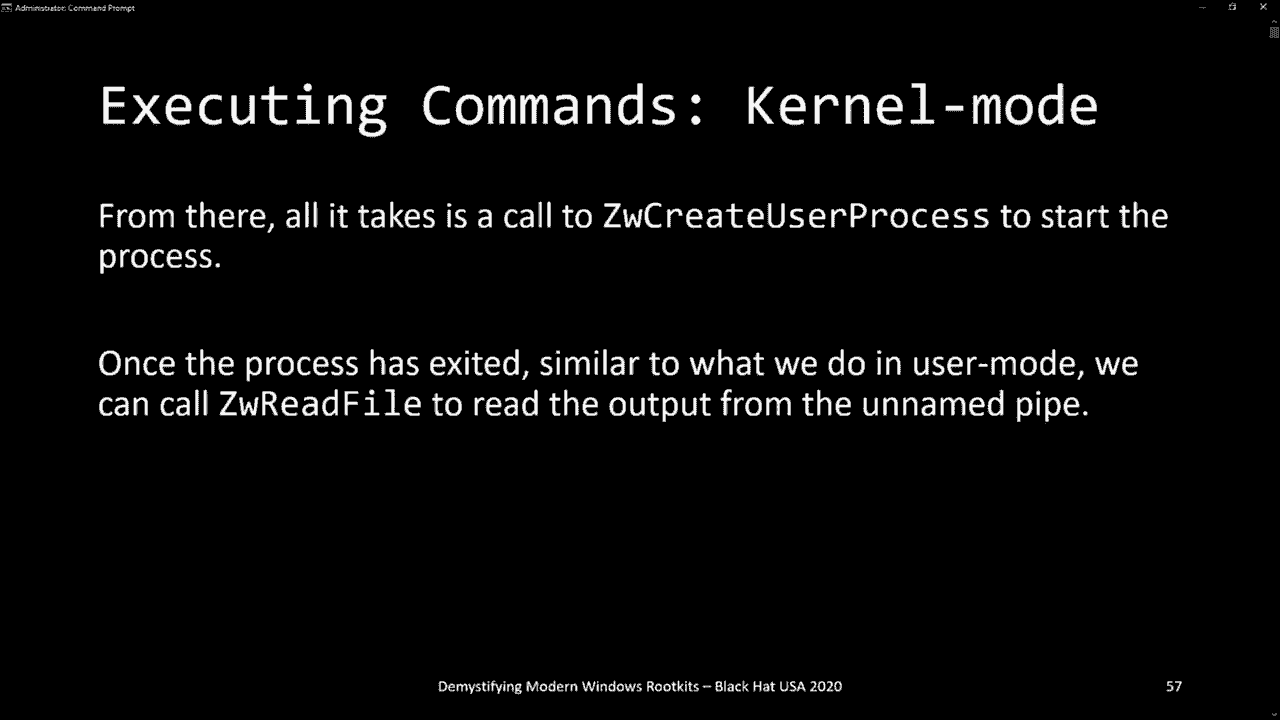 Administrator: Command Prompt
Executing Commands: Kernel-mode
From there, all it takes is a call to ZwCreateUserProcess to start the
process.
Once the process has exited, similar to what we do in user-mode, we
can call ZwReadFile to read the output from the unnamed pipe.
Demystifying Modern Windows Rootkits – Black Hat USA 2020
57